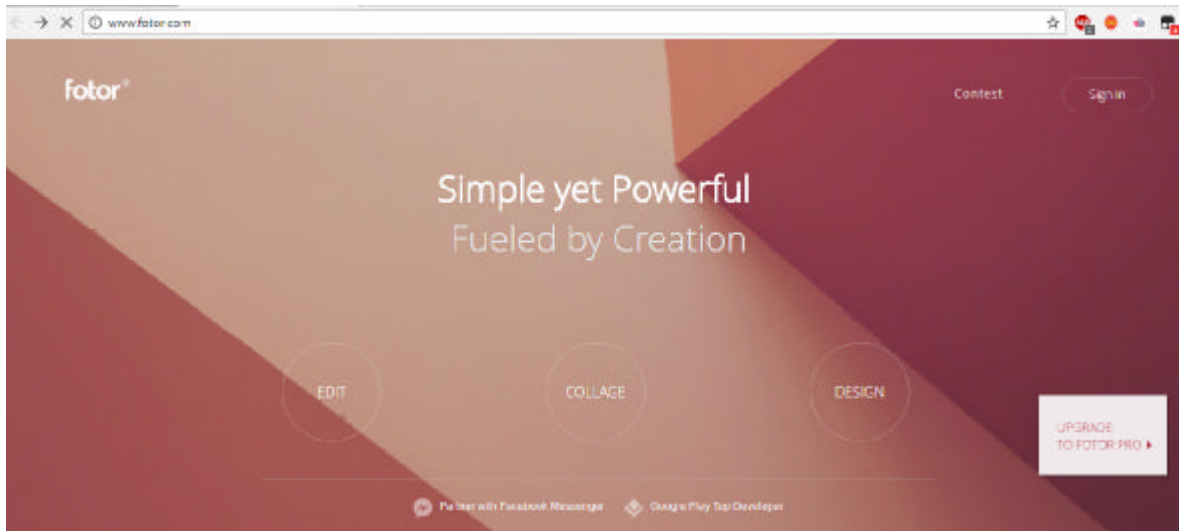 www.fotor.com
fotor
Contest
Sign in
Simple yet Powerful
Fueled by Creation
EDIT
COLLAGE
DESIGN
UPGRADE
TO FOTOR PRO
Partner with Facebook Messenger
Google Play Top Developer